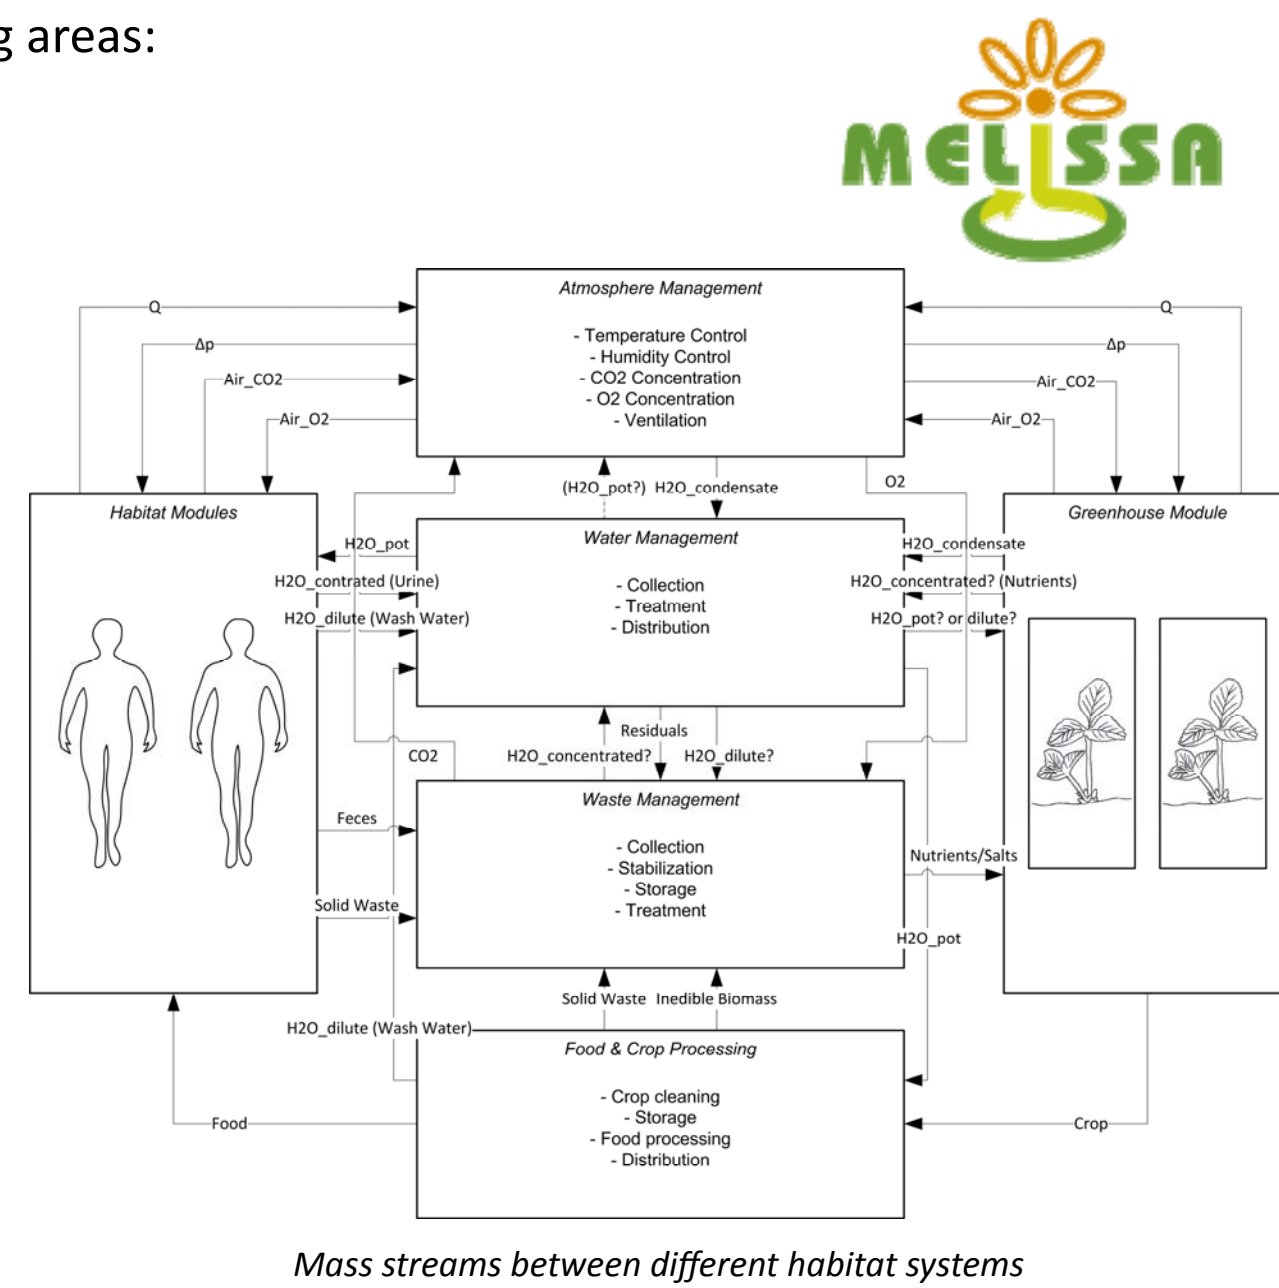 g areas:
MELISSA
Atmosphere Management
- Temperature Control
- Humidity Control
- CO2 Concentration
- O2 Concentration
- Ventilation
Q
Δp
Air_CO2
Air_O2
Q
Δp
Air_CO2
Air_O2
(H2O_pot?)
H2O_condensate
O2
Habitat Modules
Water Management
- Collection
- Treatment
- Distribution
Greenhouse Module
H2O_pot
H2O_contrated (Urine)
H2O_dilute (Wash Water)
H2O_condensate
H2O_concentrated? (Nutrients)
H2O_pot? or dilute?
CO2
H2O_concentrated?
Residuals
H2O_dilute?
Waste Management
- Collection
- Stabilization
- Storage
- Treatment
Feces
Solid Waste
Nutrients/Salts
H2O_pot
Solid Waste
Inedible Biomass
H2O_dilute (Wash Water)
Food & Crop Processing
- Crop cleaning
- Storage
- Food processing
- Distribution
Food
Crop
Mass streams between different habitat systems